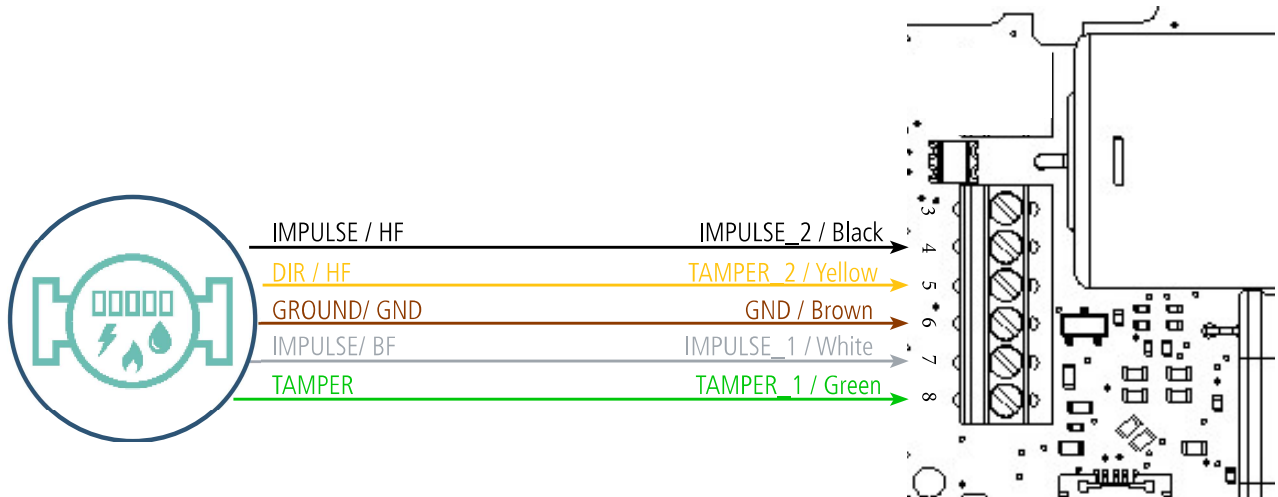 3
IMPULSE / HF IMPULSE_2 / Black 4
DIR / HF TAMPER_2 / Yellow 5
GROUND/ GND GND / Brown 6
IMPULSE/ BF IMPULSE_1 / White 7
TAMPER TAMPER_1 / Green 8